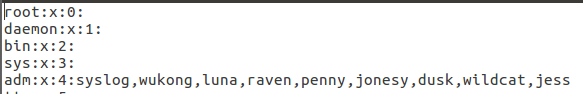 root:x:0:
daemon:x:1:
bin:x:2:
sys:x:3:
adm:x:4:syslog,wukong,luna,raven,penny,jonesy,dusk,wildcat,jess